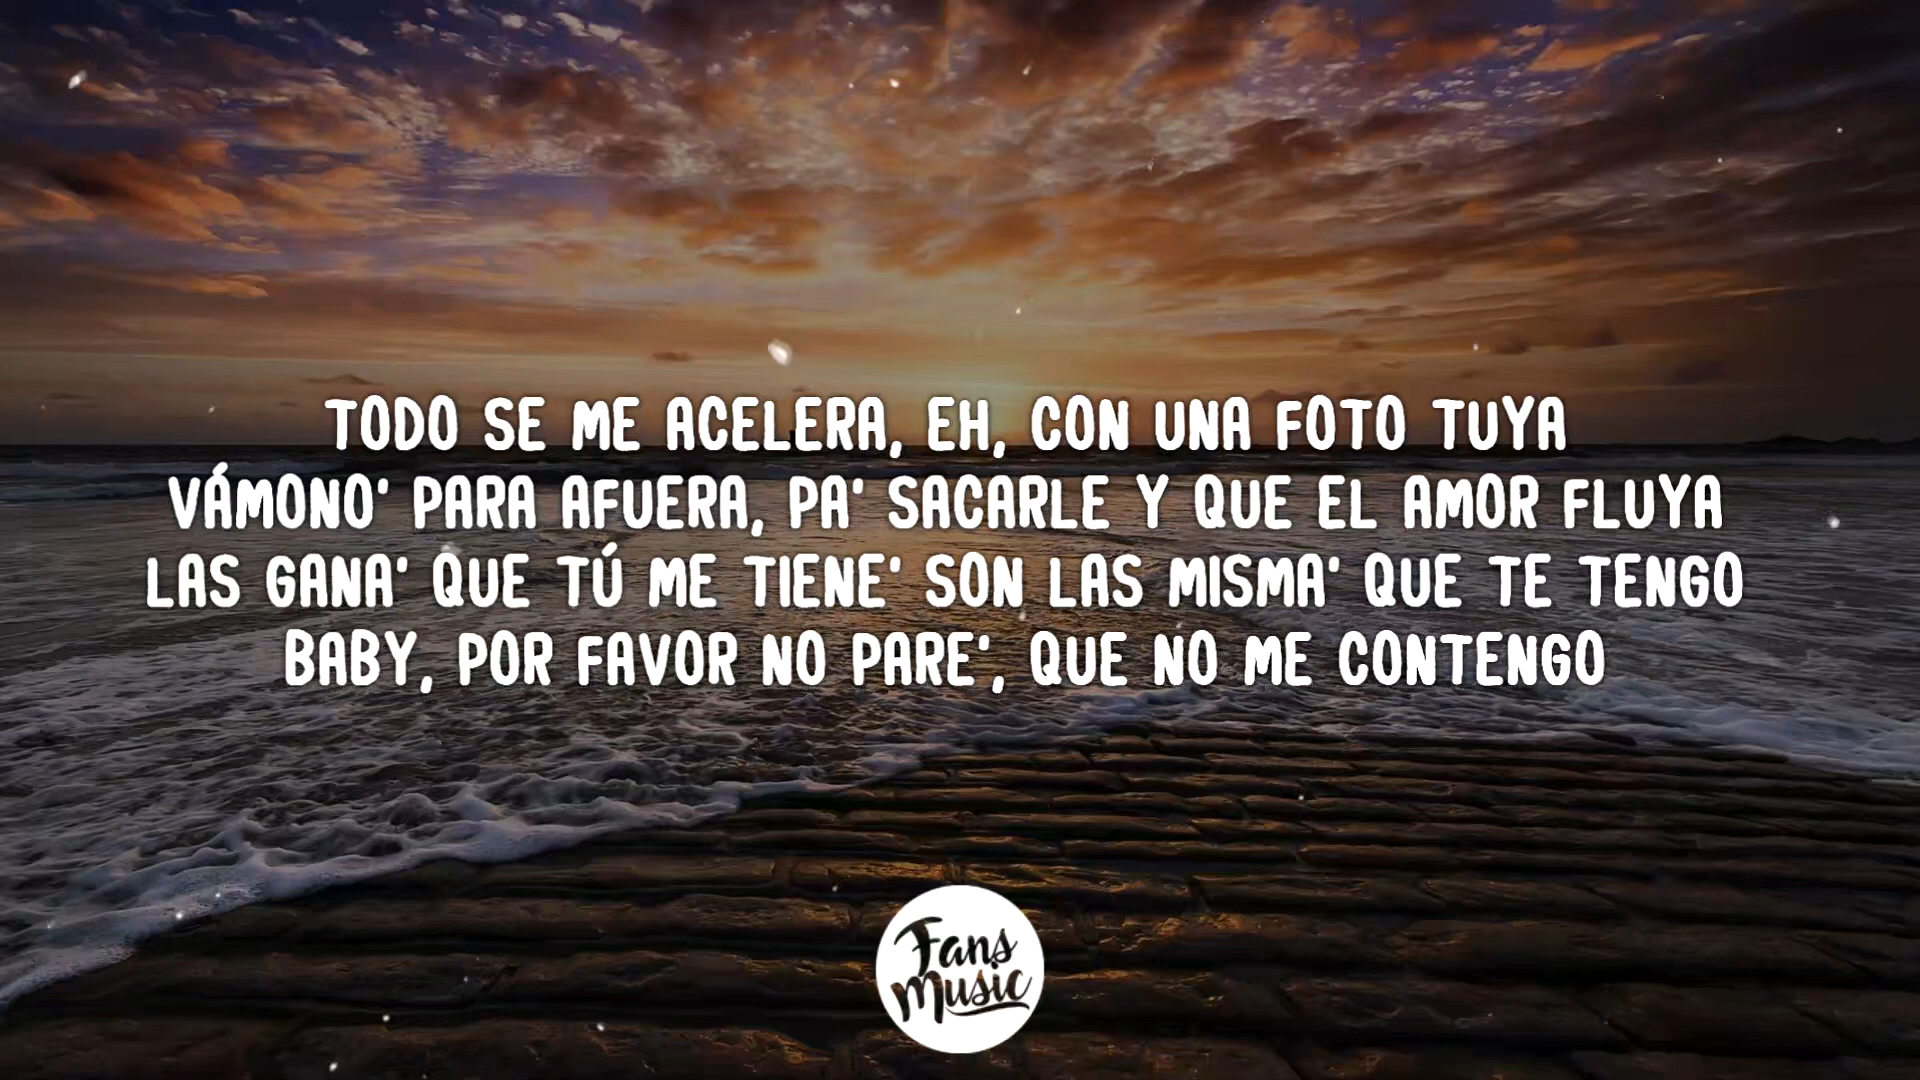 TODO SE ME ACELERA, EH, CON UNA FOTO TUYA
VÁMONO' PARA AFUERA, PA' SACARLE Y QUE EL AMOR FLUYA
LAS GANA' QUE TÚ ME TIENE' SON LAS MISMA' QUE TE TENGO
BABY, POR FAVOR NO PARE', QUE NO ME CONTENGO
Fans
Music